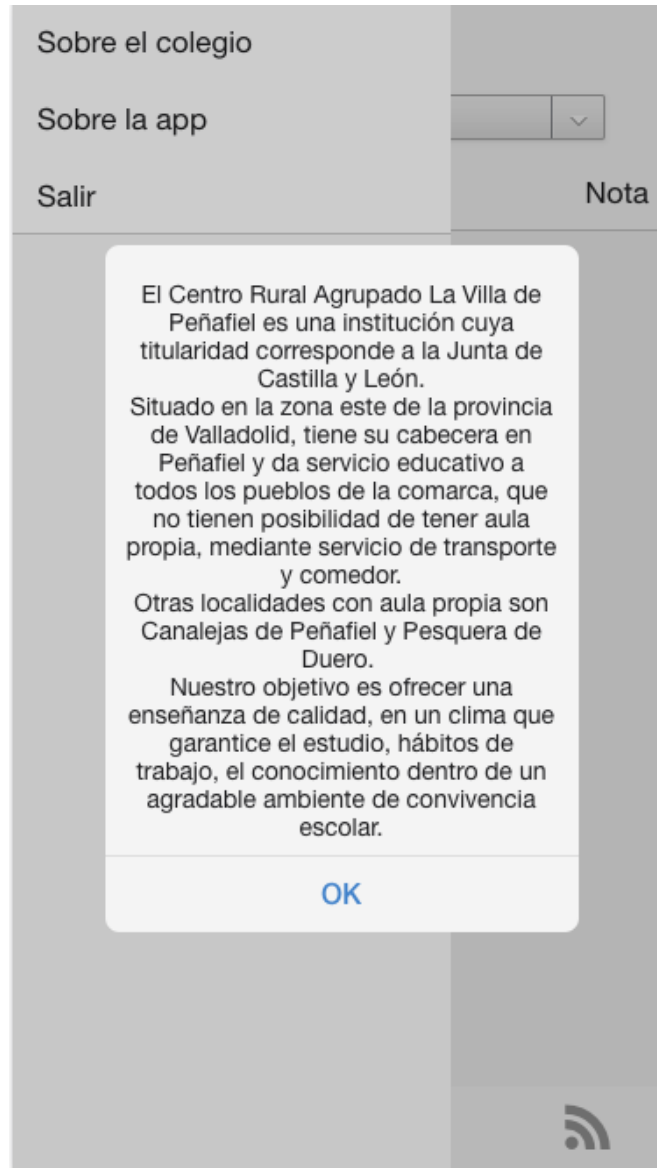 Sobre el colegio
Sobre la app
Salir
Nota
El Centro Rural Agrupado La Villa de
Peñafiel es una institución cuya
titularidad corresponde a la Junta de
Castilla y León.
Situado en la zona este de la provincia
de Valladolid, tiene su cabecera en
Peñafiel y da servicio educativo a
todos los pueblos de la comarca, que
no tienen posibilidad de tener aula
propia, mediante servicio de transporte
y comedor.
Otras localidades con aula propia son
Canalejas de Peñafiel y Pesquera de
Duero.
Nuestro objetivo es ofrecer una
enseñanza de calidad, en un clima que
garantice el estudio, hábitos de
trabajo, el conocimiento dentro de un
agradable ambiente de convivencia
escolar.
OK